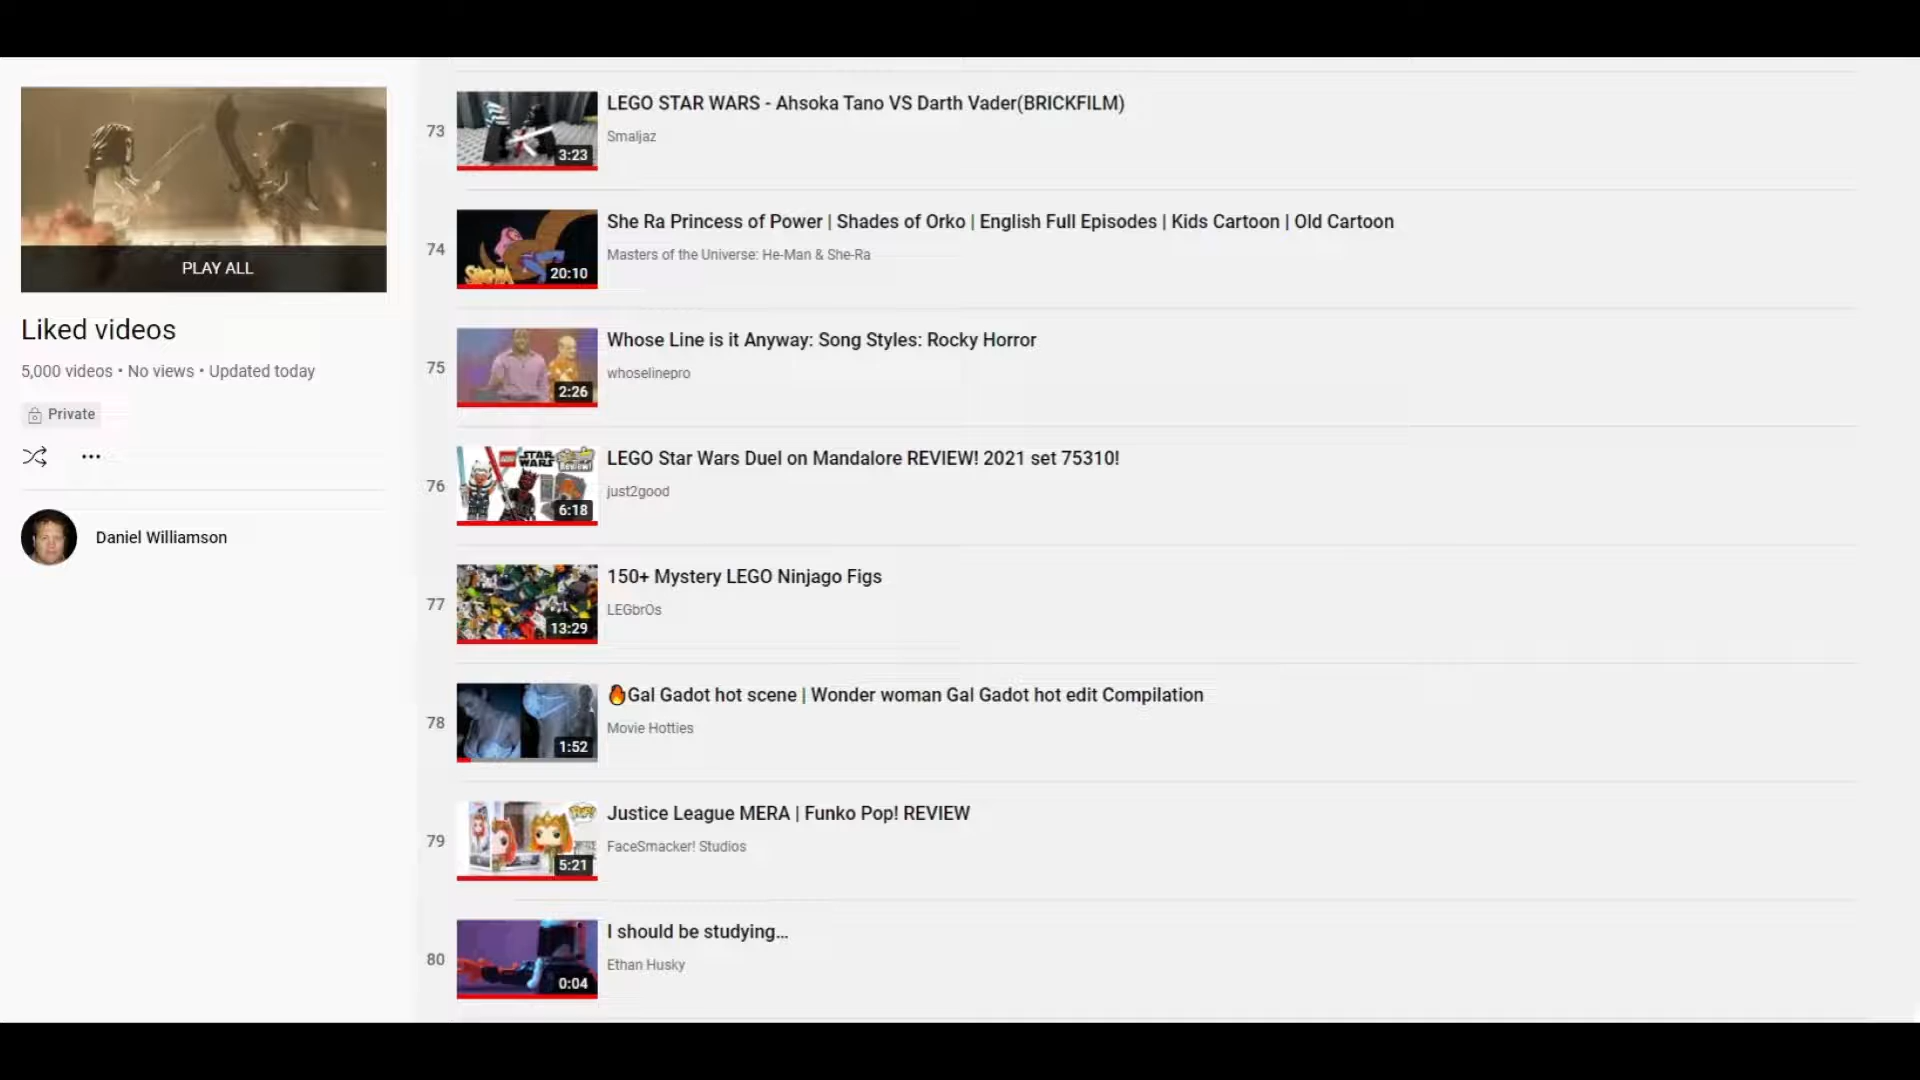 PLAY ALL
Liked videos
5,000 videos • No views • Updated today
Private
Daniel Williamson
73
3:23
LEGO STAR WARS - Ahsoka Tano VS Darth Vader(BRICKFILM)
Smaljaz
74
20:10
She Ra Princess of Power | Shades of Orko | English Full Episodes | Kids Cartoon | Old Cartoon
Masters of the Universe: He-Man & She-Ra
75
2:26
Whose Line is it Anyway: Song Styles: Rocky Horror
whoselinepro
76
STAR
WARS
6:18
LEGO Star Wars Duel on Mandalore REVIEW! 2021 set 75310!
just2good
77
13:29
150+ Mystery LEGO Ninjago Figs
LEGbrOs
78
1:52
🔥Gal Gadot hot scene | Wonder woman Gal Gadot hot edit Compilation
Movie Hotties
79
5:21
Justice League MERA | Funko Pop! REVIEW
FaceSmacker! Studios
80
0:04
I should be studying...
Ethan Husky